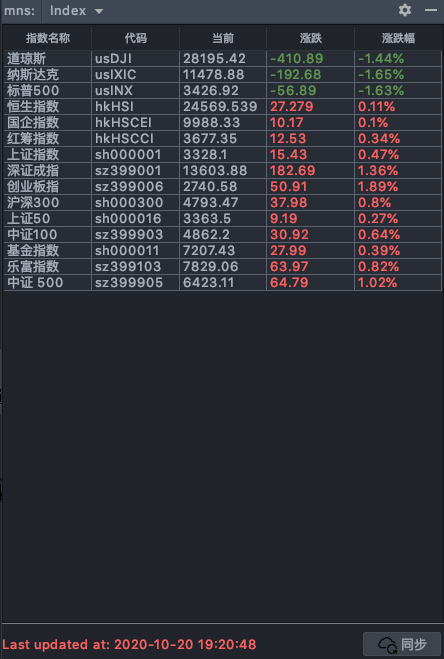 mns: Index
指数名称 代码 当前 涨跌 涨跌幅
道琼斯 usDJI 28195.42 -410.89 -1.44%
纳斯达克 usIXIC 11478.88 -192.68 -1.65%
标普500 usINX 3426.92 -56.89 -1.63%
恒生指数 hkHSI 24569.539 27.279 0.11%
国企指数 hkHSCEI 9988.33 10.17 0.1%
红筹指数 hkHSCCI 3677.35 12.53 0.34%
上证指数 sh000001 3328.1 15.43 0.47%
深证成指 sz399001 13603.88 182.69 1.36%
创业板指 sz399006 2740.58 50.91 1.89%
沪深300 sh000300 4793.47 37.98 0.8%
上证50 sh000016 3363.5 9.19 0.27%
中证100 sz399903 4862.2 30.92 0.64%
基金指数 sh000011 7207.43 27.99 0.39%
乐富指数 sz399103 7829.06 63.97 0.82%
中证 500 sz399905 6423.11 64.79 1.02%
Last updated at: 2020-10-20 19:20:48 同步